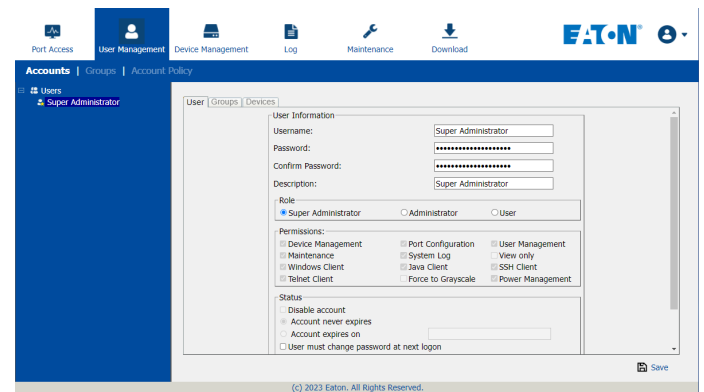 EATON
Port Access User Management Device Management Log Maintenance Download
Accounts | Groups | Account Policy
Users
Super Administrator
User Groups Devices
User Information
Username: Super Administrator
Password:
Confirm Password:
Description: Super Administrator
Role
Super Administrator Administrator User
Permissions:
Device Management Port Configuration User Management
Maintenance System Log View only
Windows Client Java Client SSH Client
Telnet Client Force to Grayscale Power Management
Status
Disable account
Account never expires
Account expires on
User must change password at next logon
Save
(c) 2023 Eaton. All Rights Reserved.